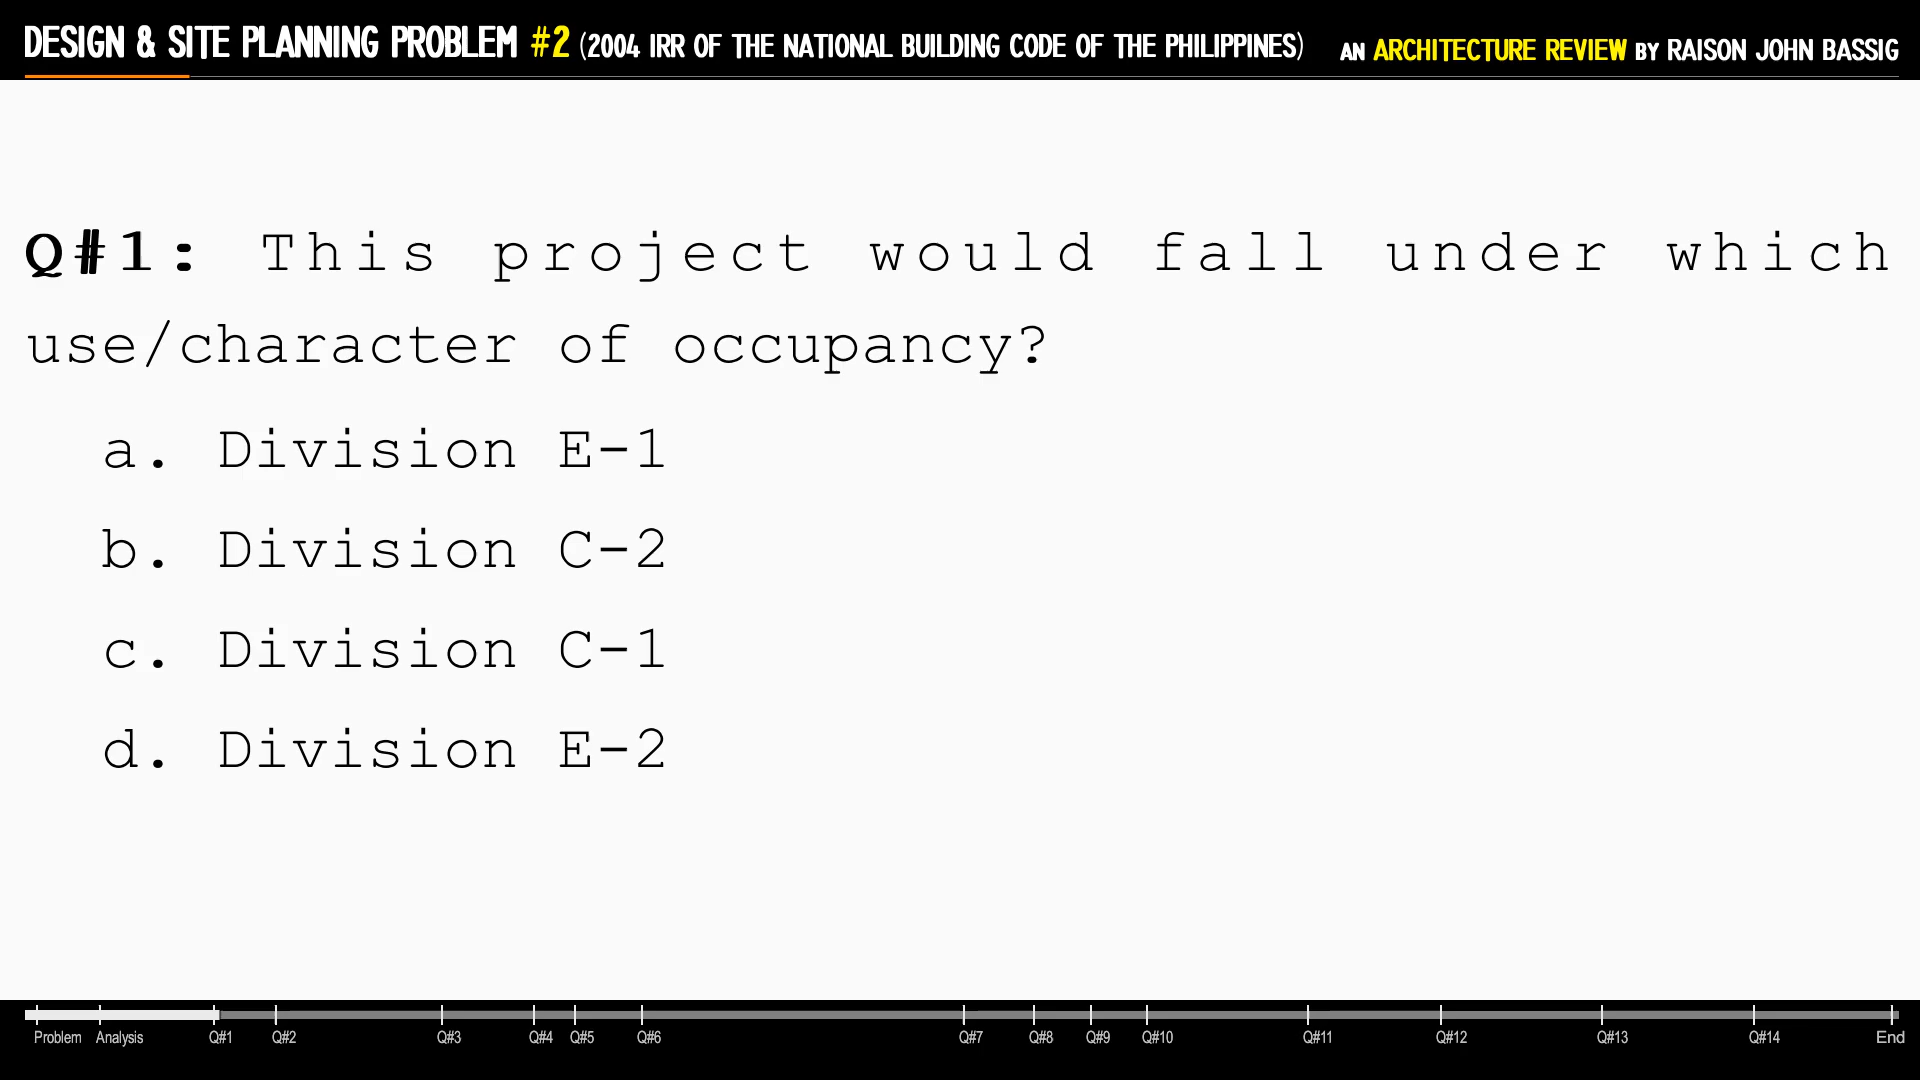 DESIGN & SITE PLANNING PROBLEM #2 (2004 IRR OF THE NATIONAL BUILDING CODE OF THE PHILIPPINES) AN ARCHITECTURE REVIEW BY RAISON JOHN BASSIG
Q#1: This project would fall under which
use/character of occupancy?
a. Division E-1
b. Division C-2
c. Division C-1
d. Division E-2
Problem Analysis Q#1 Q#2 Q#3 Q#4 Q#5 Q#6 Q#7 Q#8 Q#9 Q#10 Q#11 Q#12 Q#13 Q#14 End